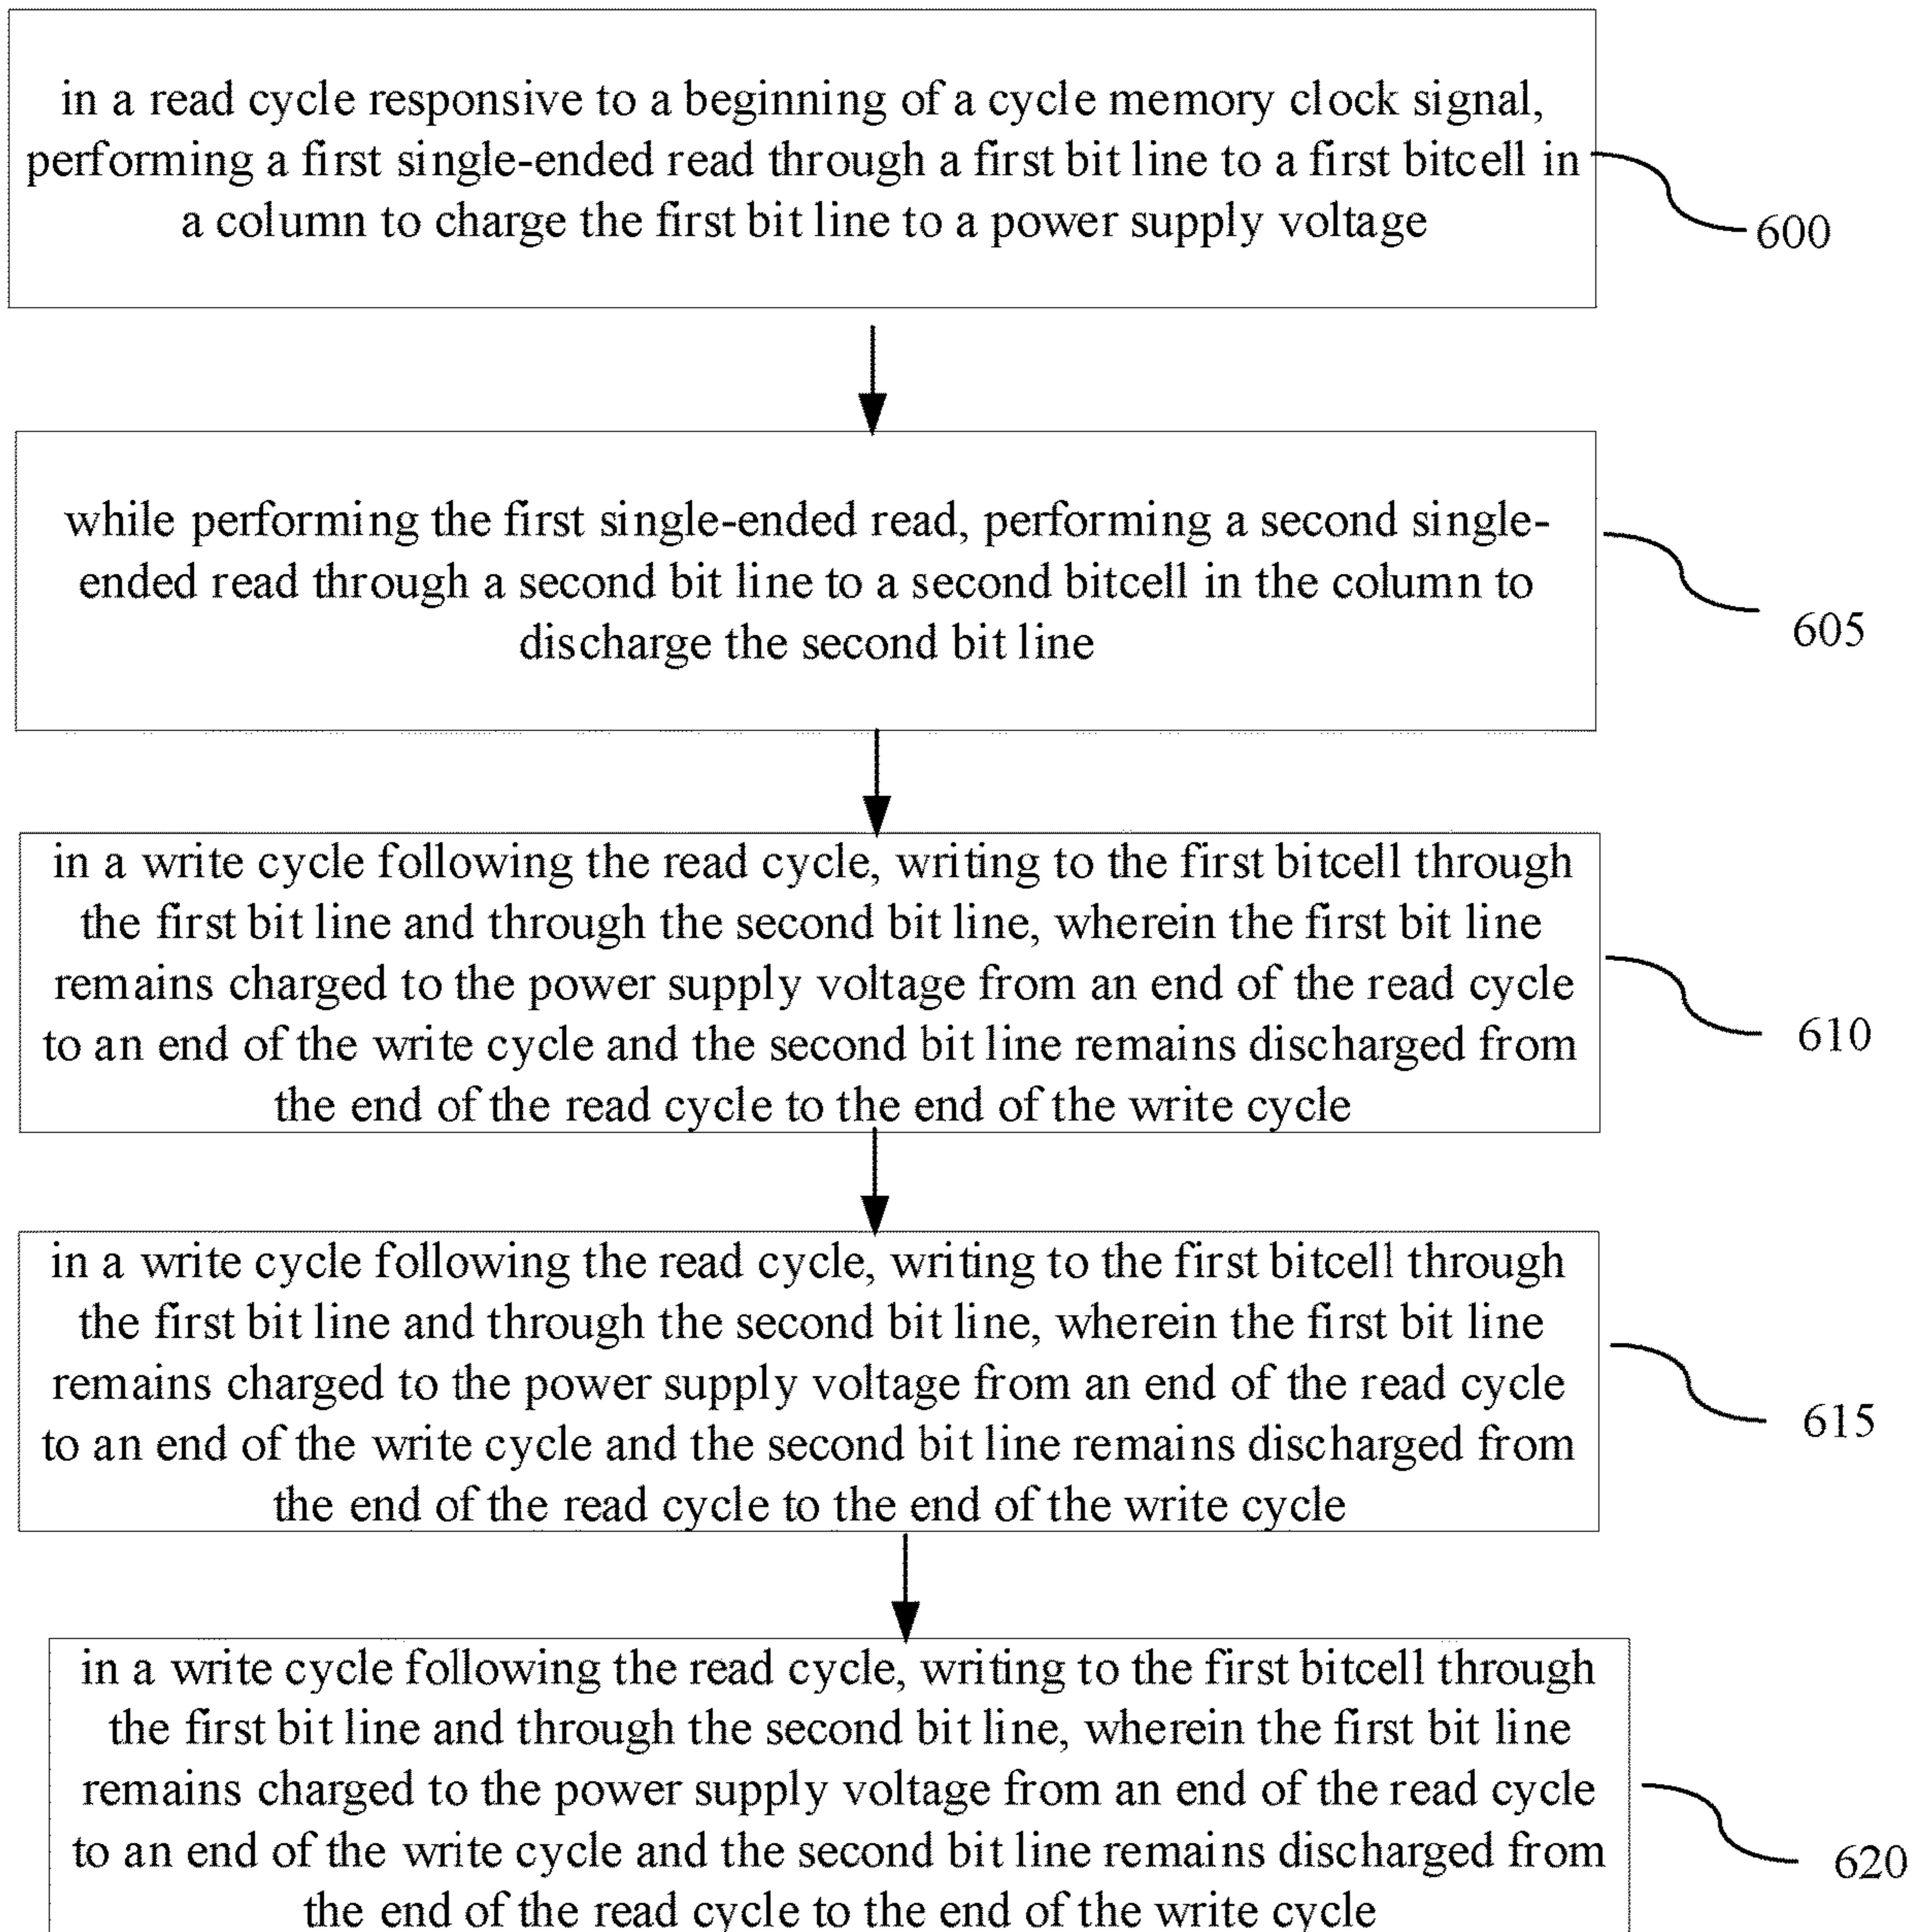 in a read cycle responsive to a beginning of a cycle memory clock signal,
performing a first single-ended read through a first bit line to a first bitcell in
a column to charge the first bit line to a power supply voltage
600
while performing the first single-ended read, performing a second single-
ended read through a second bit line to a second bitcell in the column to
discharge the second bit line
605
in a write cycle following the read cycle, writing to the first bitcell through
the first bit line and through the second bit line, wherein the first bit line
remains charged to the power supply voltage from an end of the read cycle
to an end of the write cycle and the second bit line remains discharged from
the end of the read cycle to the end of the write cycle
610
in a write cycle following the read cycle, writing to the first bitcell through
the first bit line and through the second bit line, wherein the first bit line
remains charged to the power supply voltage from an end of the read cycle
to an end of the write cycle and the second bit line remains discharged from
the end of the read cycle to the end of the write cycle
615
in a write cycle following the read cycle, writing to the first bitcell through
the first bit line and through the second bit line, wherein the first bit line
remains charged to the power supply voltage from an end of the read cycle
to an end of the write cycle and the second bit line remains discharged from
the end of the read cycle to the end of the write cycle
620